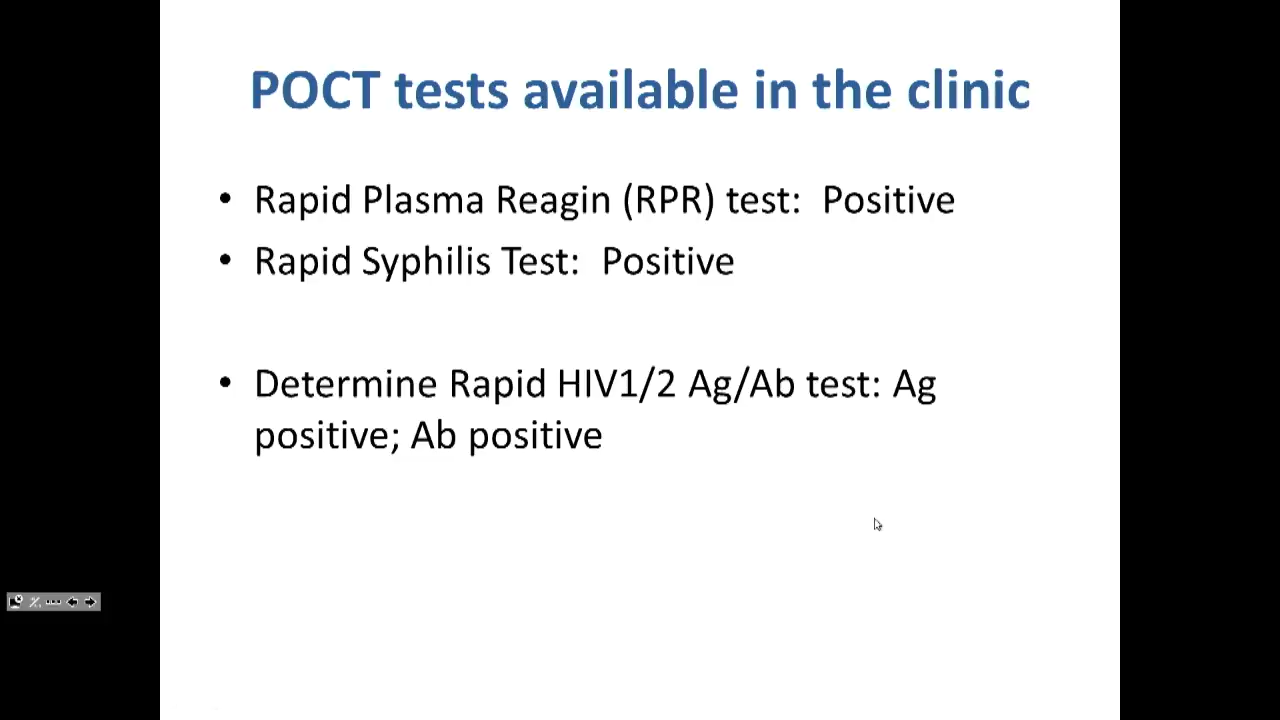 POCT tests available in the clinic
• Rapid Plasma Reagin (RPR) test:  Positive
• Rapid Syphilis Test:  Positive
• Determine Rapid HIV1/2 Ag/Ab test: Ag
positive; Ab positive